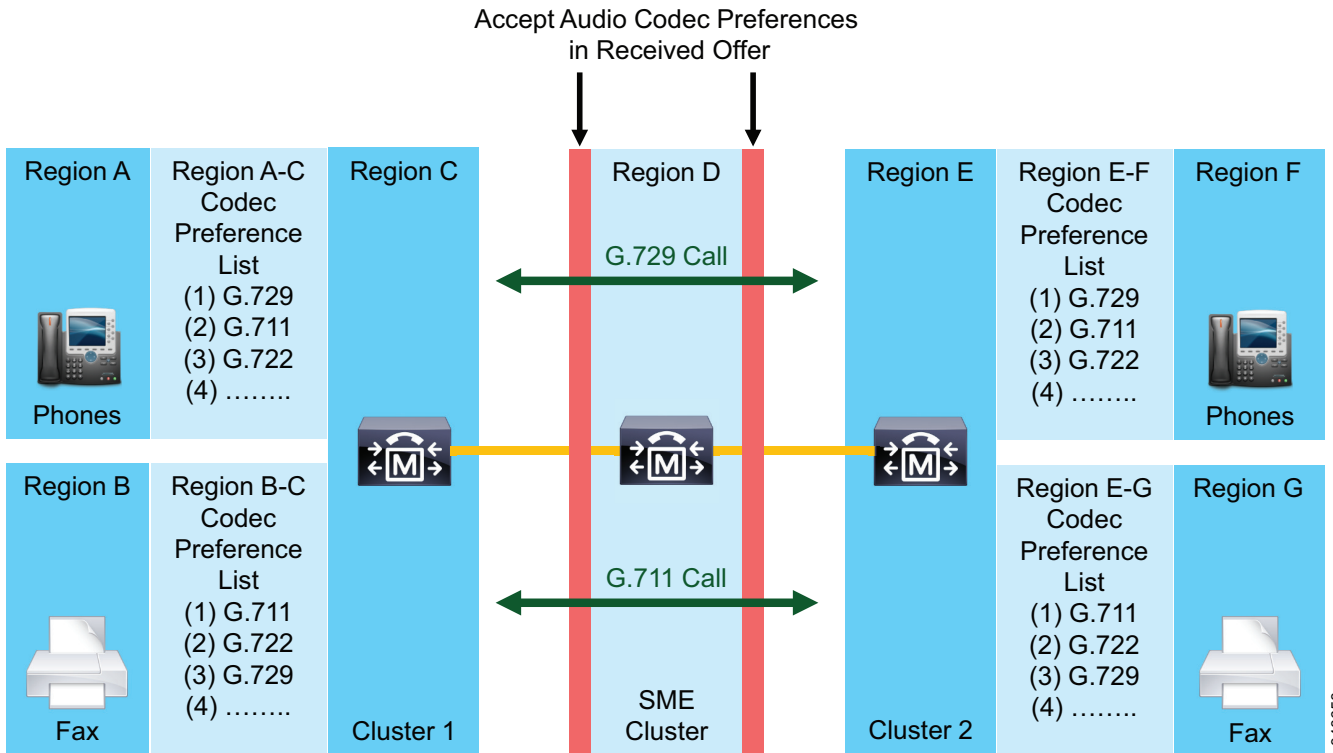 Accept Audio Codec Preferences
in Received Offer
Region A
Phones
Region A-C
Codec
Preference
List
(1) G.729
(2) G.711
(3) G.722
(4) ……..
Region B
Fax
Region B-C
Codec
Preference
List
(1) G.711
(2) G.722
(3) G.729
(4) ……..
Region C
M
Cluster 1
Region D
G.729 Call
M
G.711 Call
SME
Cluster
Region E
M
Cluster 2
Region E-F
Codec
Preference
List
(1) G.729
(2) G.711
(3) G.722
(4) ……..
Region F
Phones
Region E-G
Codec
Preference
List
(1) G.711
(2) G.722
(3) G.729
(4) ……..
Region G
Fax